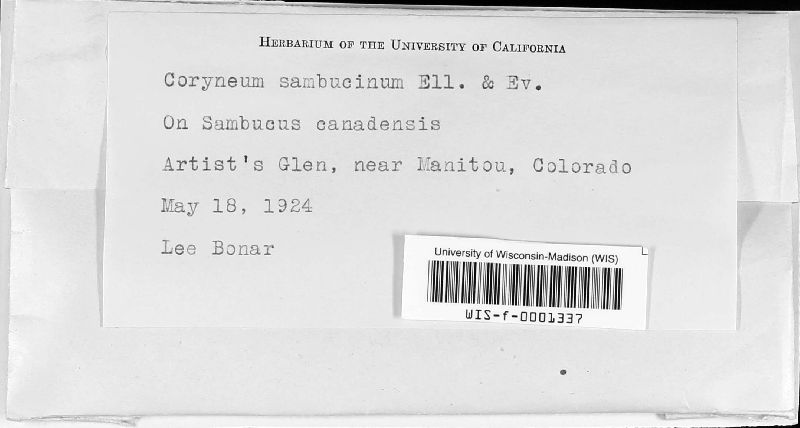 HERBARIUM OF THE UNIVERSITY OF CALIFORNIA
Coryneum sambucinum Ell. & Ev.
On Sambucus canadensis
Artist's Glen, near Manitou, Colorado
May 18, 1924
Lee Bonar
University of Wisconsin-Madison (WIS)
WIS-f-0001337